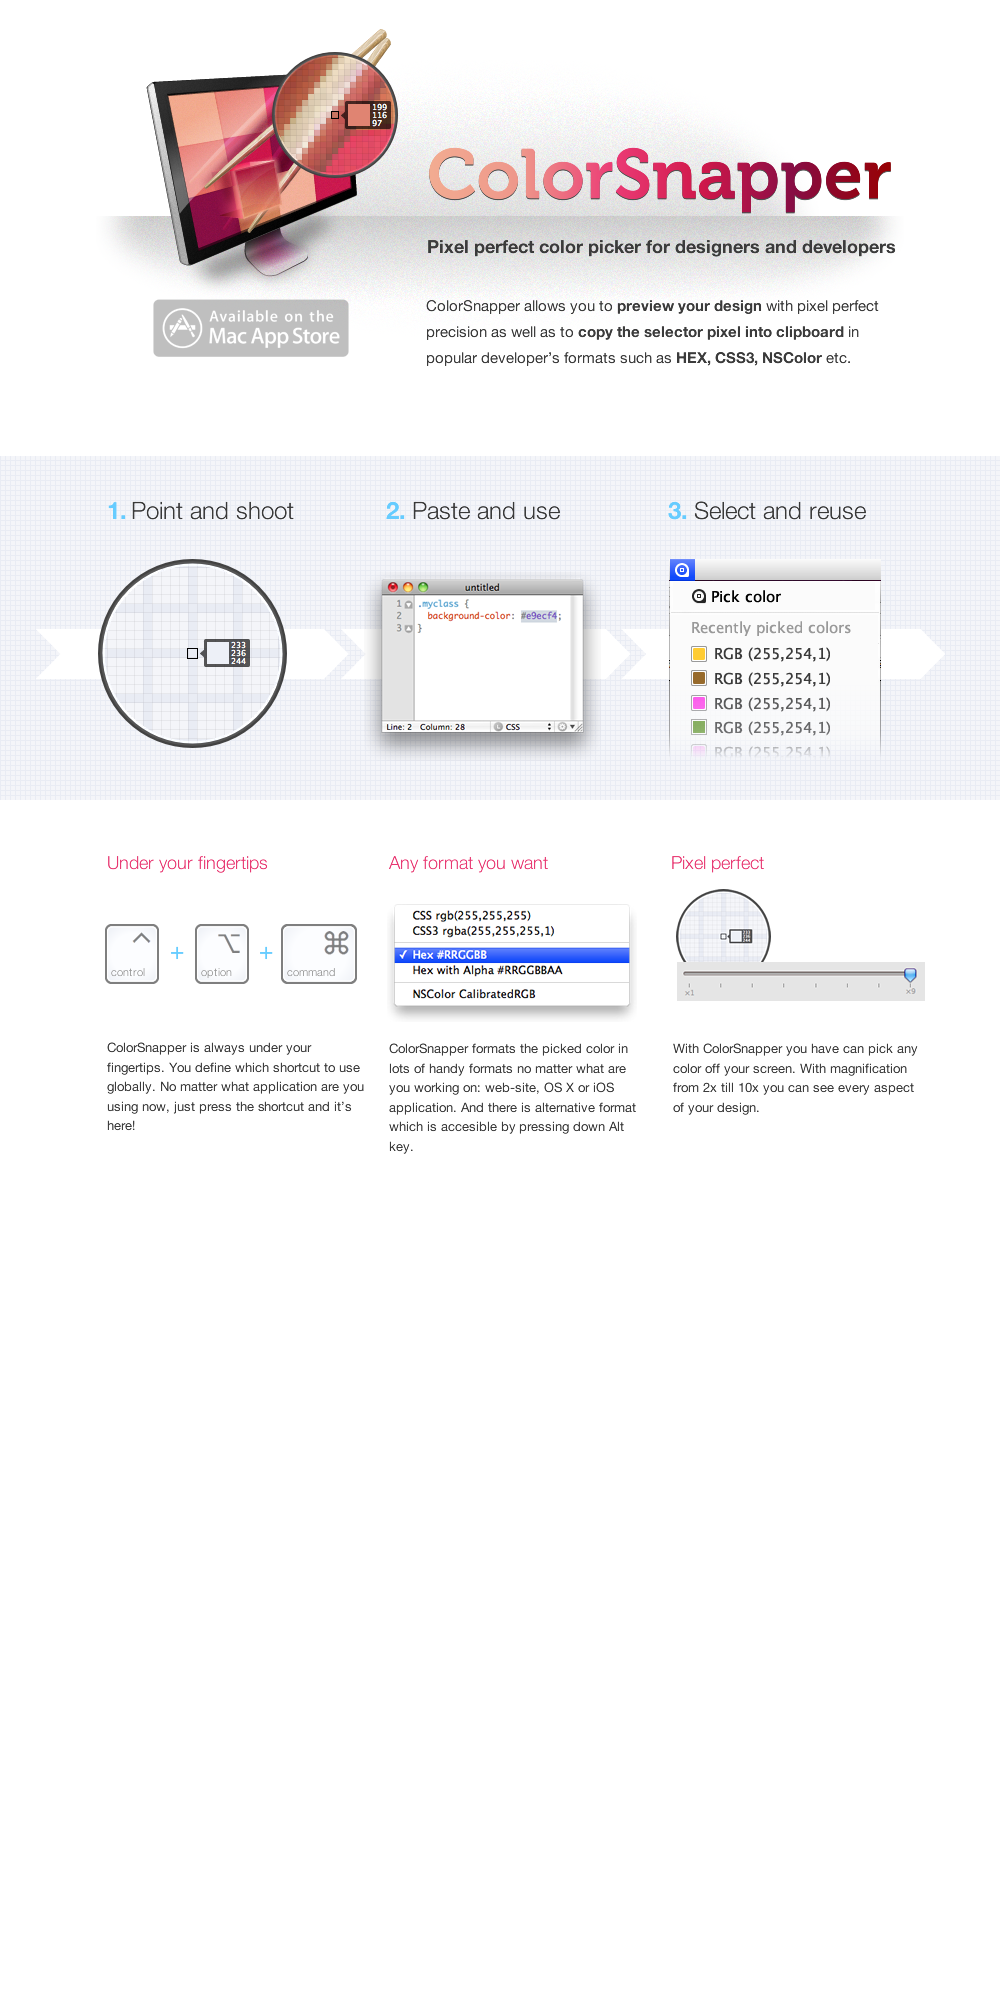 199
116
97
ColorSnapper
Pixel perfect color picker for designers and developers
Available on the
Mac App Store
ColorSnapper allows you to preview your design with pixel perfect
precision as well as to copy the selector pixel into clipboard in
popular developer's formats such as HEX, CSS3, NSColor etc.
1. Point and shoot
233
236
244
2. Paste and use
untitled
1 .myclass {
2 background-color: #e9ecf4;
3 }
Line: 2 Column: 28 L CSS
3. Select and reuse
Pick color
Recently picked colors
RGB (255,254,1)
RGB (255,254,1)
RGB (255,254,1)
RGB (255,254,1)
RGB (255,254,1)
Under your fingertips
control + option + command
ColorSnapper is always under your
fingertips. You define which shortcut to use
globally. No matter what application are you
using now, just press the shortcut and it's
here!
Any format you want
CSS rgb(255,255,255)
CSS3 rgba(255,255,255,1)
✓ Hex #RRGGBB
Hex with Alpha #RRGGBBAA
NSColor CalibratedRGB
ColorSnapper formats the picked color in
lots of handy formats no matter what are
you working on: web-site, OS X or iOS
application. And there is alternative format
which is accesible by pressing down Alt
key.
Pixel perfect
x1 x9
With ColorSnapper you have can pick any
color off your screen. With magnification
from 2x till 10x you can see every aspect
of your design.